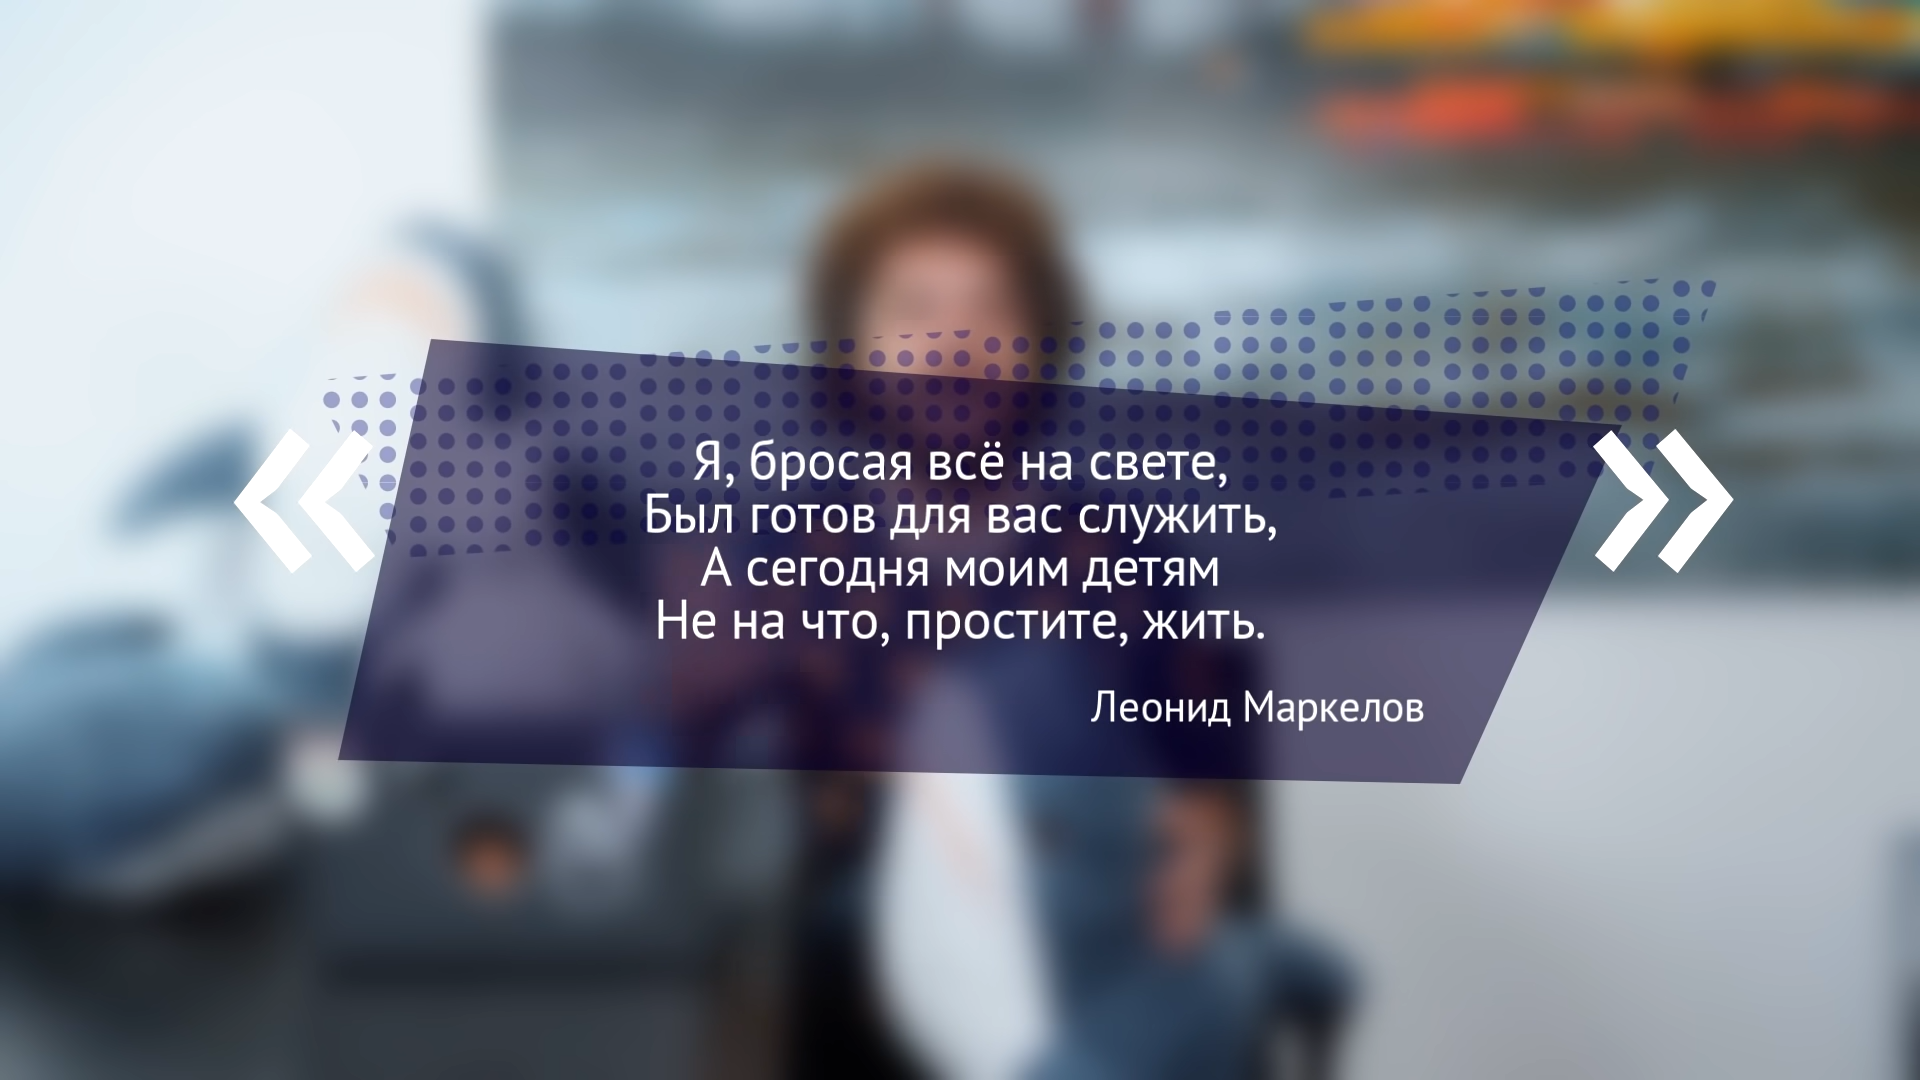 Я, бросая всё на свете,
Был готов для вас служить,
А сегодня моим детям
Не на что, простите, жить.
Леонид Маркелов